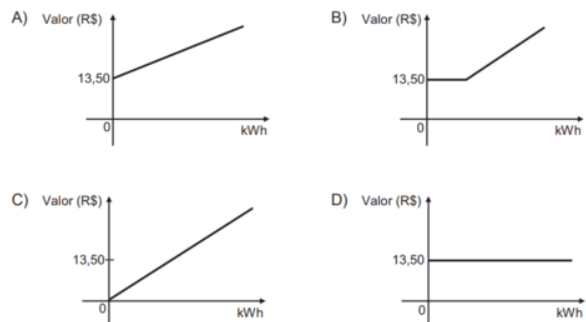 A) Valor (R$)
13,50
0
kWh
B) Valor (R$)
13,50
0
kWh
C) Valor (R$)
13,50
0
kWh
D) Valor (R$)
13,50
0
kWh